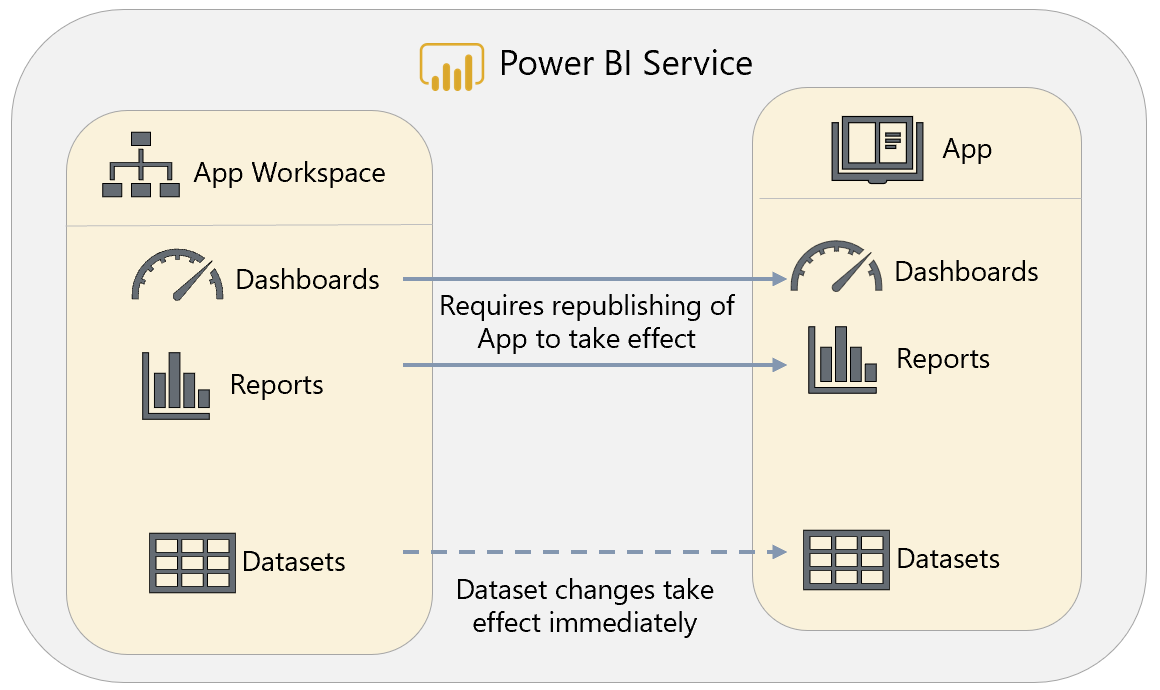 Power BI Service
App Workspace
App
Dashboards
Dashboards
Requires republishing of
App to take effect
Reports
Reports
Datasets
Datasets
Dataset changes take
effect immediately